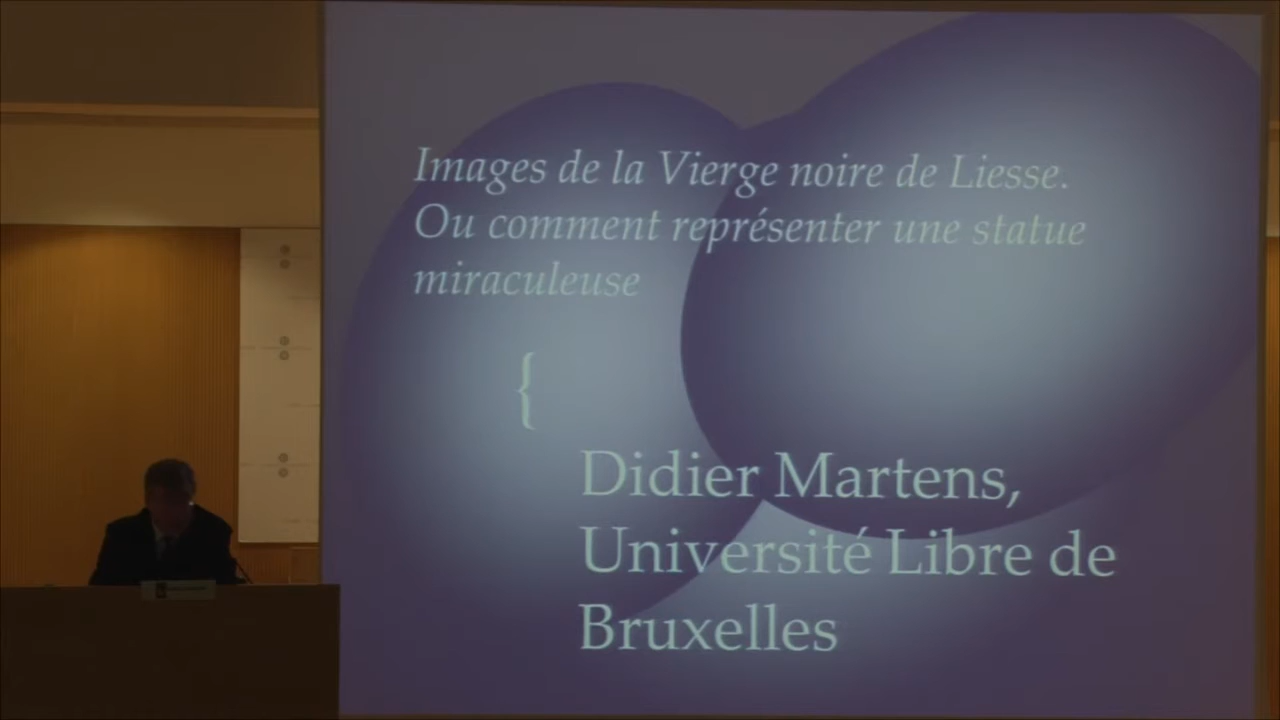 Images de la Vierge noire de Liesse.
Ou comment représenter une statue
miraculeuse
{
Didier Martens,
Université Libre de
Bruxelles